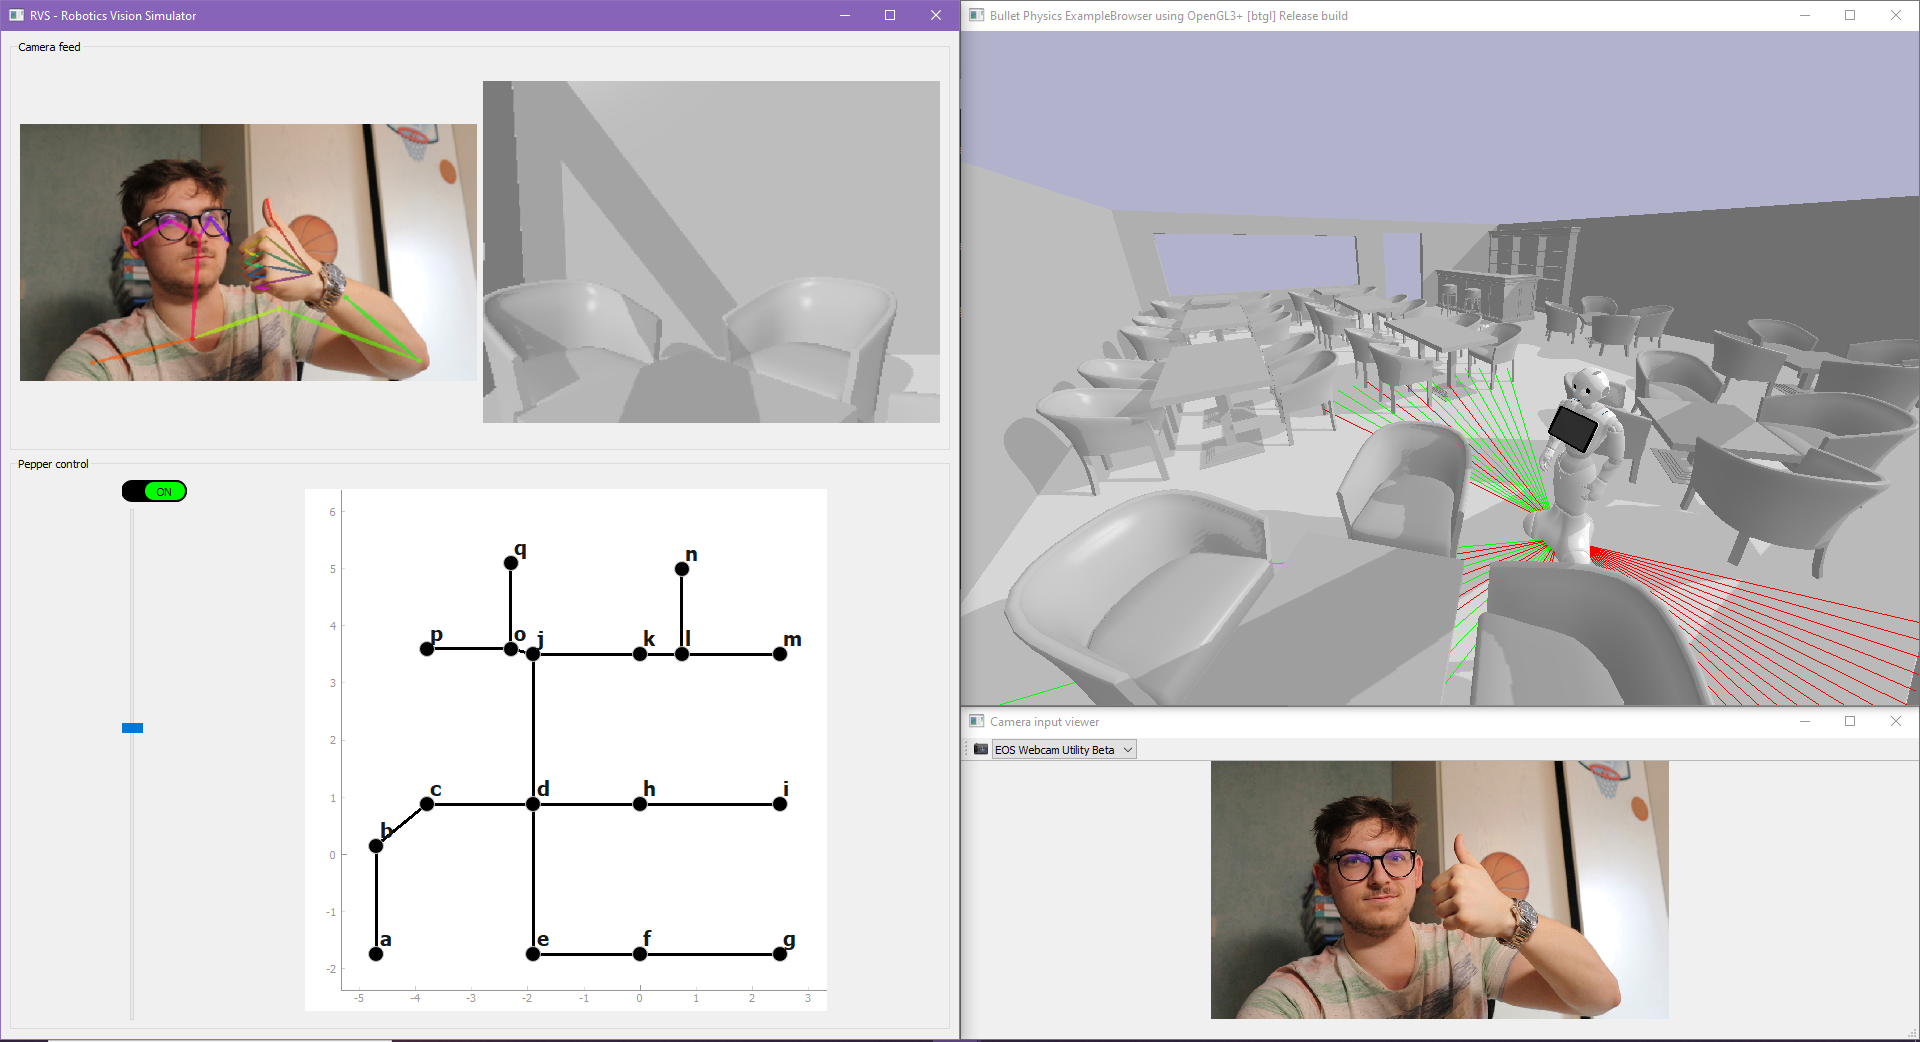 RVS - Robotics Vision Simulator
Camera feed
Pepper control
ON
6
5
4
3
2
1
0
-1
-2
-5
-4
-3
-2
-1
0
1
2
3
q
n
p
o
j
k
l
m
c
d
h
i
b
a
e
f
g
Bullet Physics ExampleBrowser using OpenGL3+ [btgl] Release build
Camera input viewer
EOS Webcam Utility Beta